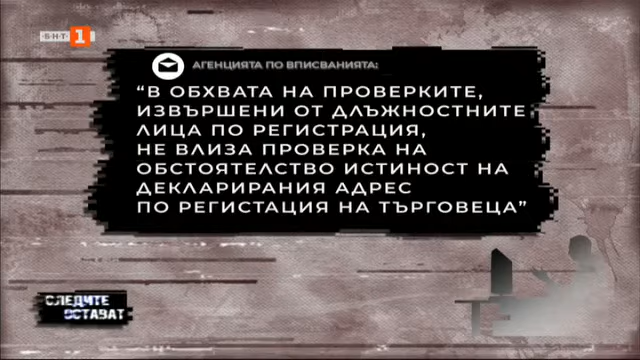 БНТ 1
АГЕНЦИЯТА ПО ВПИСВАНИЯТА:
“В ОБХВАТА НА ПРОВЕРКИТЕ,
ИЗВЪРШЕНИ ОТ ДЛЪЖНОСТНИТЕ
ЛИЦА ПО РЕГИСТРАЦИЯ,
НЕ ВЛИЗА ПРОВЕРКА НА
ОБСТОЯТЕЛСТВО ИСТИНОСТ НА
ДЕКЛАРИРАНИЯ АДРЕС
ПО РЕГИСТАЦИЯ НА ТЪРГОВЕЦА”
СЛЕДИТЕ
ОСТАВАТ